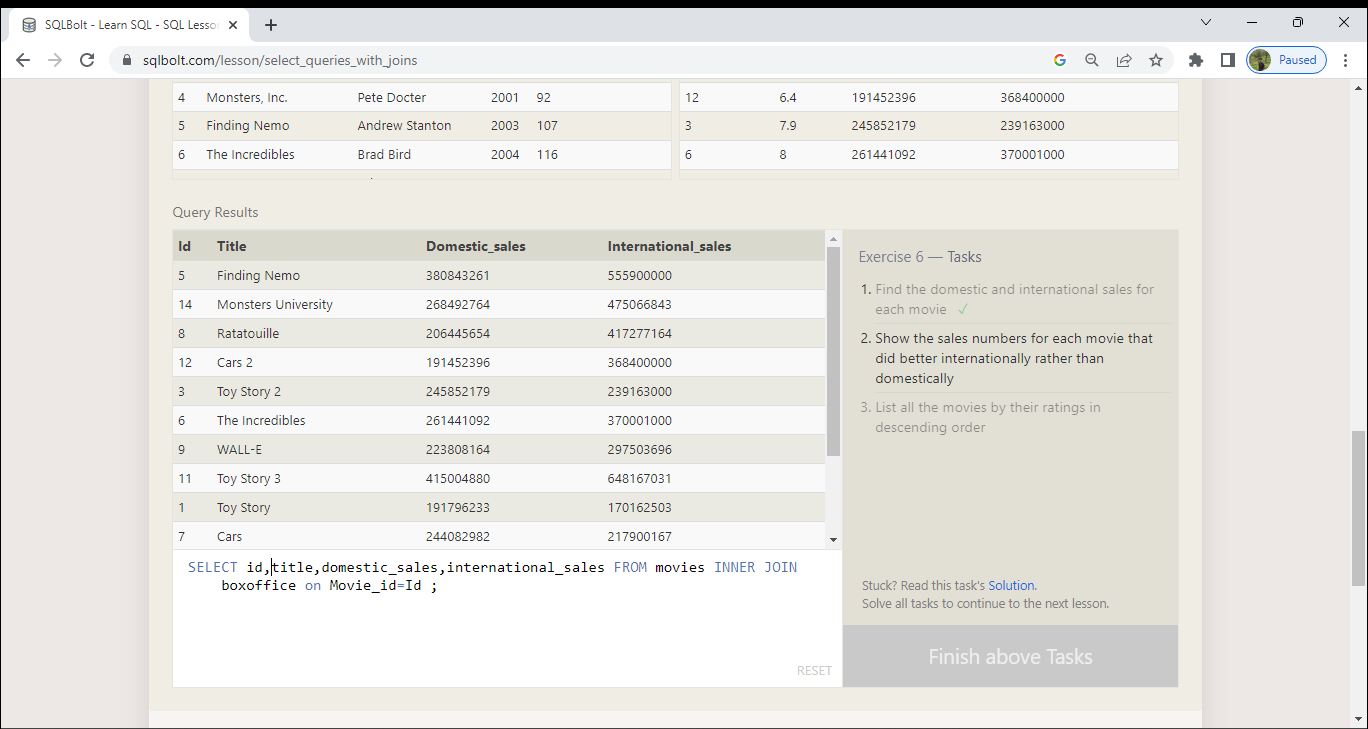 SQLBolt - Learn SQL - SQL Lesso
sqlbolt.com/lesson/select_queries_with_joins
Paused
4 Monsters, Inc. Pete Docter 2001 92
12 6.4 191452396 368400000
5 Finding Nemo Andrew Stanton 2003 107
3 7.9 245852179 239163000
6 The Incredibles Brad Bird 2004 116
6 8 261441092 370001000
Query Results
Id Title Domestic_sales International_sales
5 Finding Nemo 380843261 555900000
14 Monsters University 268492764 475066843
8 Ratatouille 206445654 417277164
12 Cars 2 191452396 368400000
3 Toy Story 2 245852179 239163000
6 The Incredibles 261441092 370001000
9 WALL-E 223808164 297503696
11 Toy Story 3 415004880 648167031
1 Toy Story 191796233 170162503
7 Cars 244082982 217900167
SELECT id,title,domestic_sales,international_sales FROM movies INNER JOIN
boxoffice on Movie_id=Id ;
RESET
Exercise 6 — Tasks
1. Find the domestic and international sales for
each movie ✓
2. Show the sales numbers for each movie that
did better internationally rather than
domestically
3. List all the movies by their ratings in
descending order
Stuck? Read this task's Solution.
Solve all tasks to continue to the next lesson.
Finish above Tasks